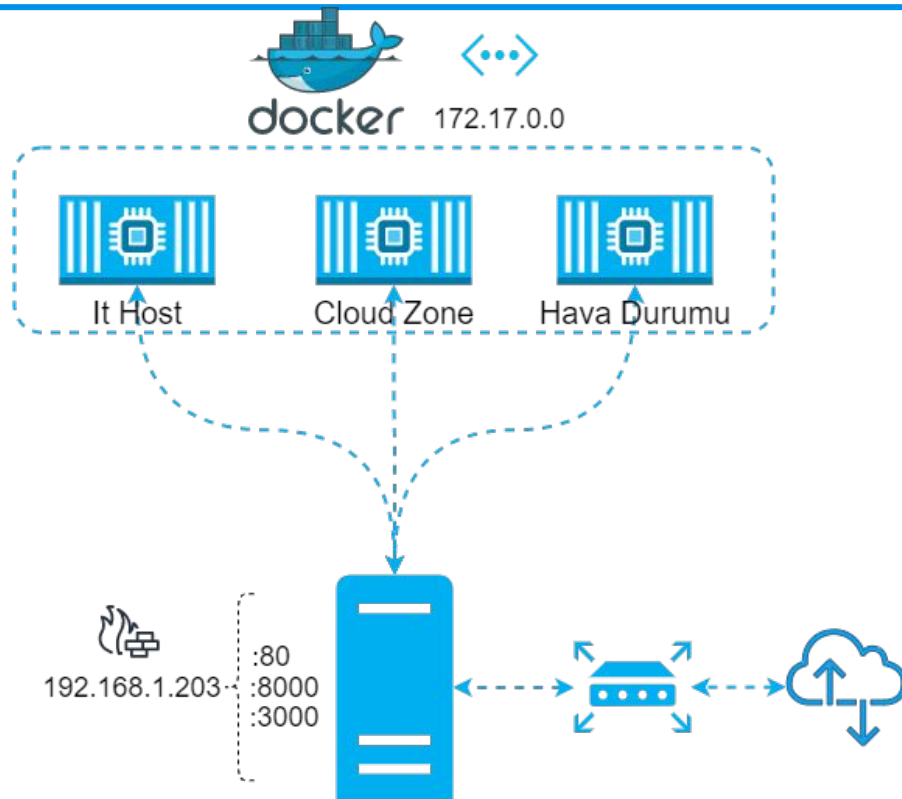 docker
172.17.0.0
It Host
Cloud Zone
Hava Durumu
:80
192.168.1.203
:8000
:3000